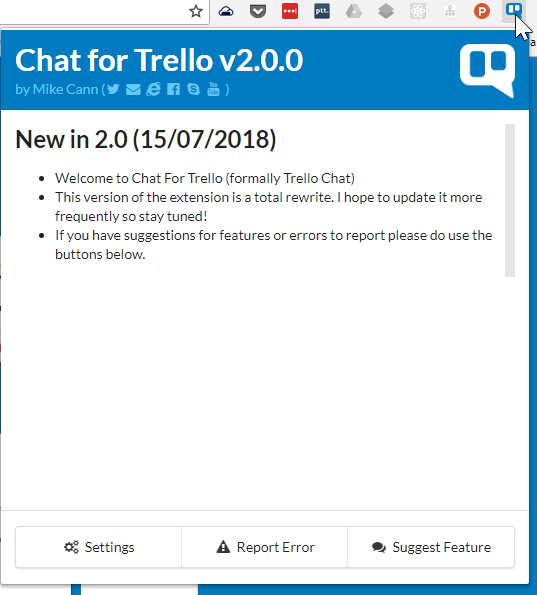 ptt.
P
a
Chat for Trello v2.0.0
by Mike Cann ( You Tube )
New in 2.0 (15/07/2018)
• Welcome to Chat For Trello (formally Trello Chat)
• This version of the extension is a total rewrite. I hope to update it more
frequently so stay tuned!
• If you have suggestions for features or errors to report please do use the
buttons below.
Settings
Report Error
Suggest Feature